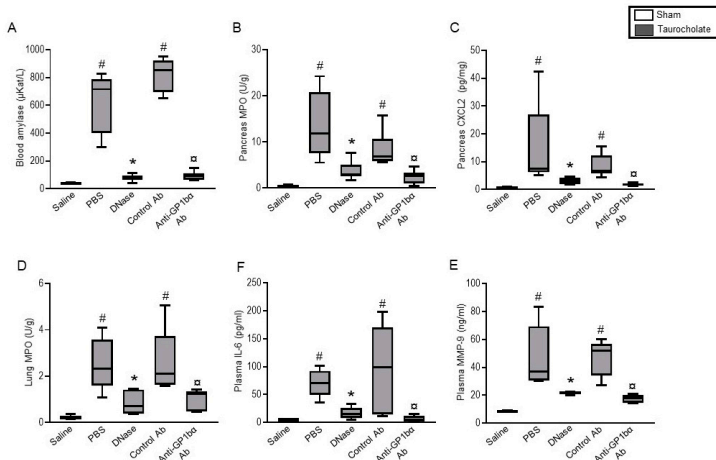 Sham
Taurocholate
A
Blood amylase (µKat/L)
1000
800
600
400
200
0
#
*
#
¤
Saline
PBS
DNase
Control Ab
Anti-GP1bα
Ab
B
Pancreas MPO (U/g)
30
20
10
0
#
*
#
¤
Saline
PBS
DNase
Control Ab
Anti-GP1bα
Ab
C
Pancreas CXCL2 (pg/mg)
50
40
30
20
10
0
#
*
#
¤
Saline
PBS
DNase
Control Ab
Anti-GP1bα
Ab
D
Lung MPO (U/g)
6
4
2
0
#
*
#
¤
Saline
PBS
DNase
Control Ab
Anti-GP1bα
Ab
F
Plasma IL-6 (pg/ml)
250
200
150
100
50
0
#
*
#
¤
Saline
PBS
DNase
Control Ab
Anti-GP1bα
Ab
E
Plasma MMP-9 (ng/ml)
100
80
60
40
20
0
#
*
#
¤
Saline
PBS
DNase
Control Ab
Anti-GP1bα
Ab